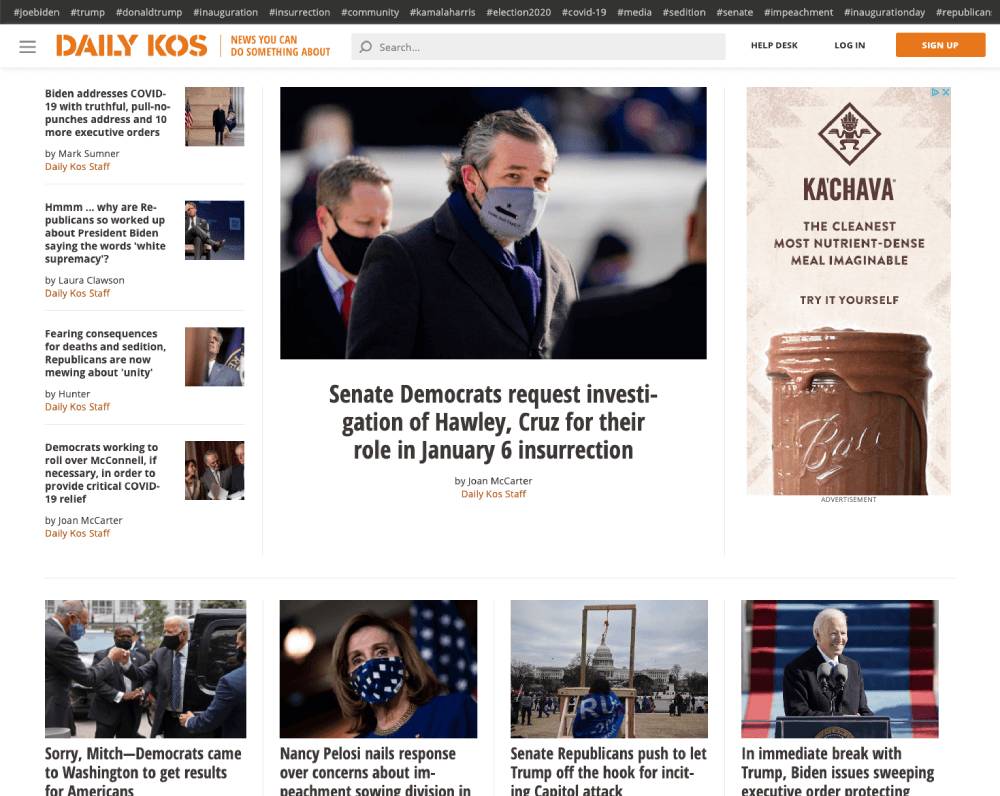 #joebiden #trump #donaldtrump #inauguration #insurrection #community #kamalaharris #election2020 #covid-19 #media #sedition #senate #impeachment #inaugurationday #republican
DAILY KOS
NEWS YOU CAN
DO SOMETHING ABOUT
Search...
HELP DESK
LOG IN
SIGN UP
Biden addresses COVID-
19 with truthful, pull-no-
punches address and 10
more executive orders
by Mark Sumner
Daily Kos Staff
Hmmm ... why are Re-
publicans so worked up
about President Biden
saying the words 'white
supremacy'?
by Laura Clawson
Daily Kos Staff
Fearing consequences
for deaths and sedition,
Republicans are now
mewing about 'unity'
by Hunter
Daily Kos Staff
Democrats working to
roll over McConnell, if
necessary, in order to
provide critical COVID-
19 relief
by Joan McCarter
Daily Kos Staff
Senate Democrats request investi-
gation of Hawley, Cruz for their
role in January 6 insurrection
by Joan McCarter
Daily Kos Staff
KA'CHAVA
THE CLEANEST
MOST NUTRIENT-DENSE
MEAL IMAGINABLE
TRY IT YOURSELF
Ball
ADVERTISEMENT
Sorry, Mitch—Democrats came
to Washington to get results
for Americans
Nancy Pelosi nails response
over concerns about im-
peachment sowing division in
RU
Senate Republicans push to let
Trump off the hook for incit-
ing Capitol attack
In immediate break with
Trump, Biden issues sweeping
executive order protecting